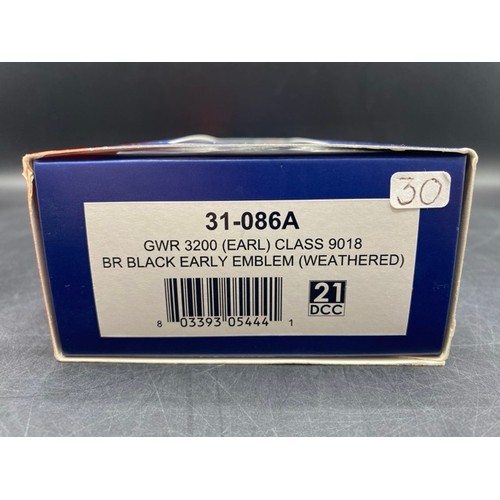 30
31-086A
GWR 3200 (EARL) CLASS 9018
BR BLACK EARLY EMBLEM (WEATHERED)
21
DCC
8 03393 05444 1